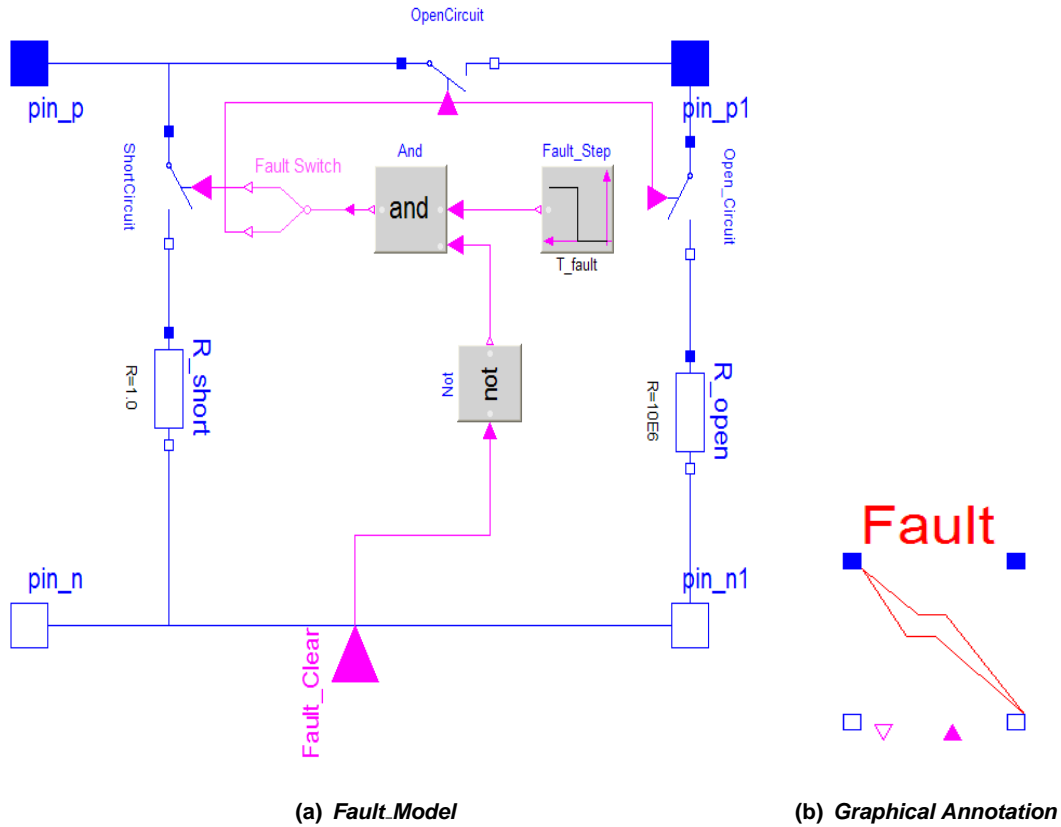 OpenCircuit
pin_p
pin_p1
ShortCircuit
Fault Switch
And
and
Fault_Step
T_fault
Open_Circuit
R_short
R=1.0
Not
not
R_open
R=10E6
pin_n
pin_n1
Fault_Clear
Fault
(a) Fault_Model
(b) Graphical Annotation